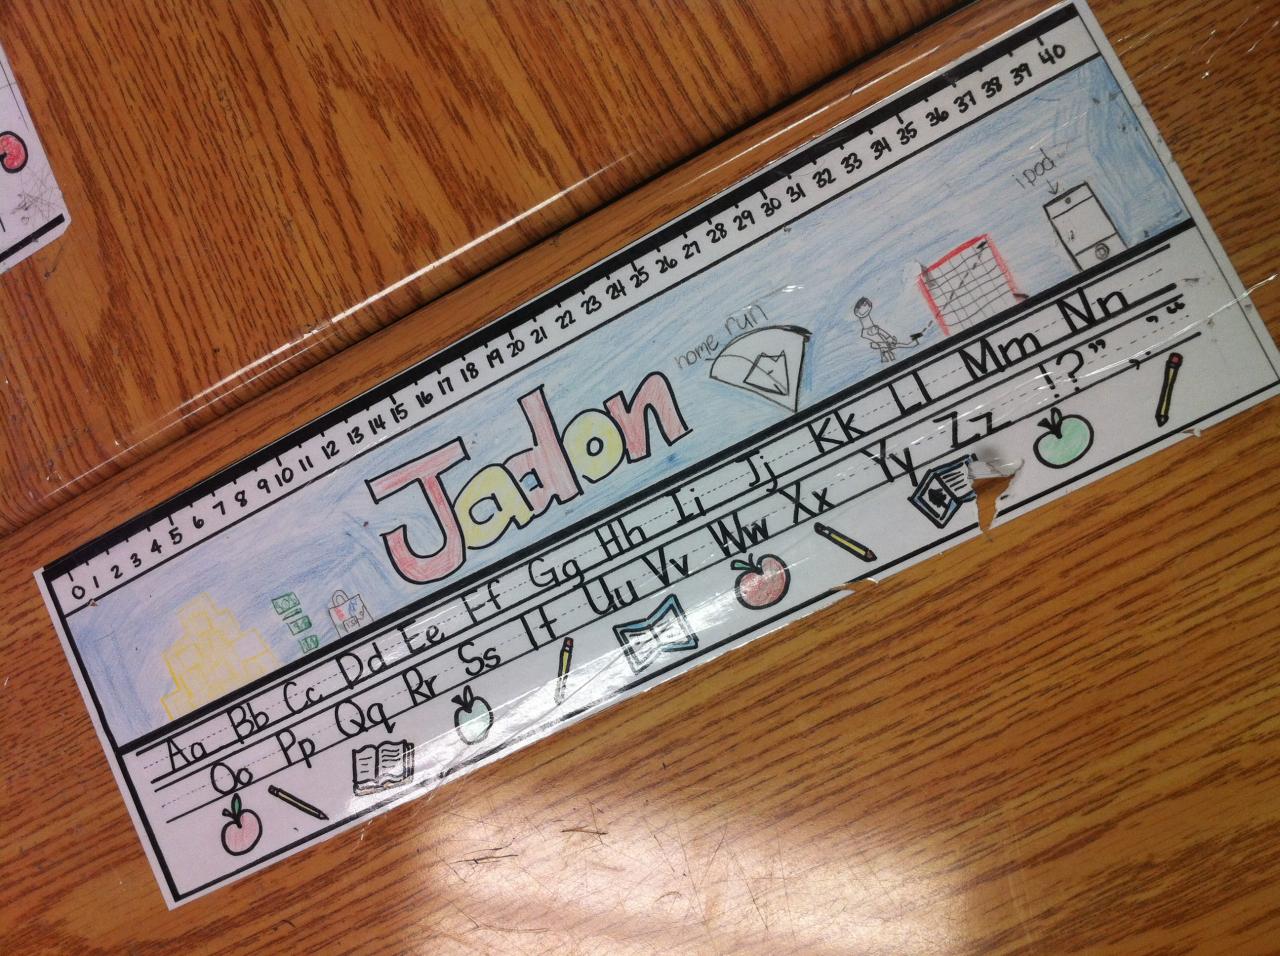 0 1 2 3 4 5 6 7 8 9 10 11 12 13 14 15 16 17 18 19 20 21 22 23 24 25 26 27 28 29 30 31 32 33 34 35 36 37 38 39 40
ipod
home run
Jadon
Aa Bb Cc Dd Ee Ff Gg Hh Ii Jj Kk Ll Mm Nn
Oo Pp Qq Rr Ss Tt Uu Vv Ww Xx Yy Zz !?" , . , "